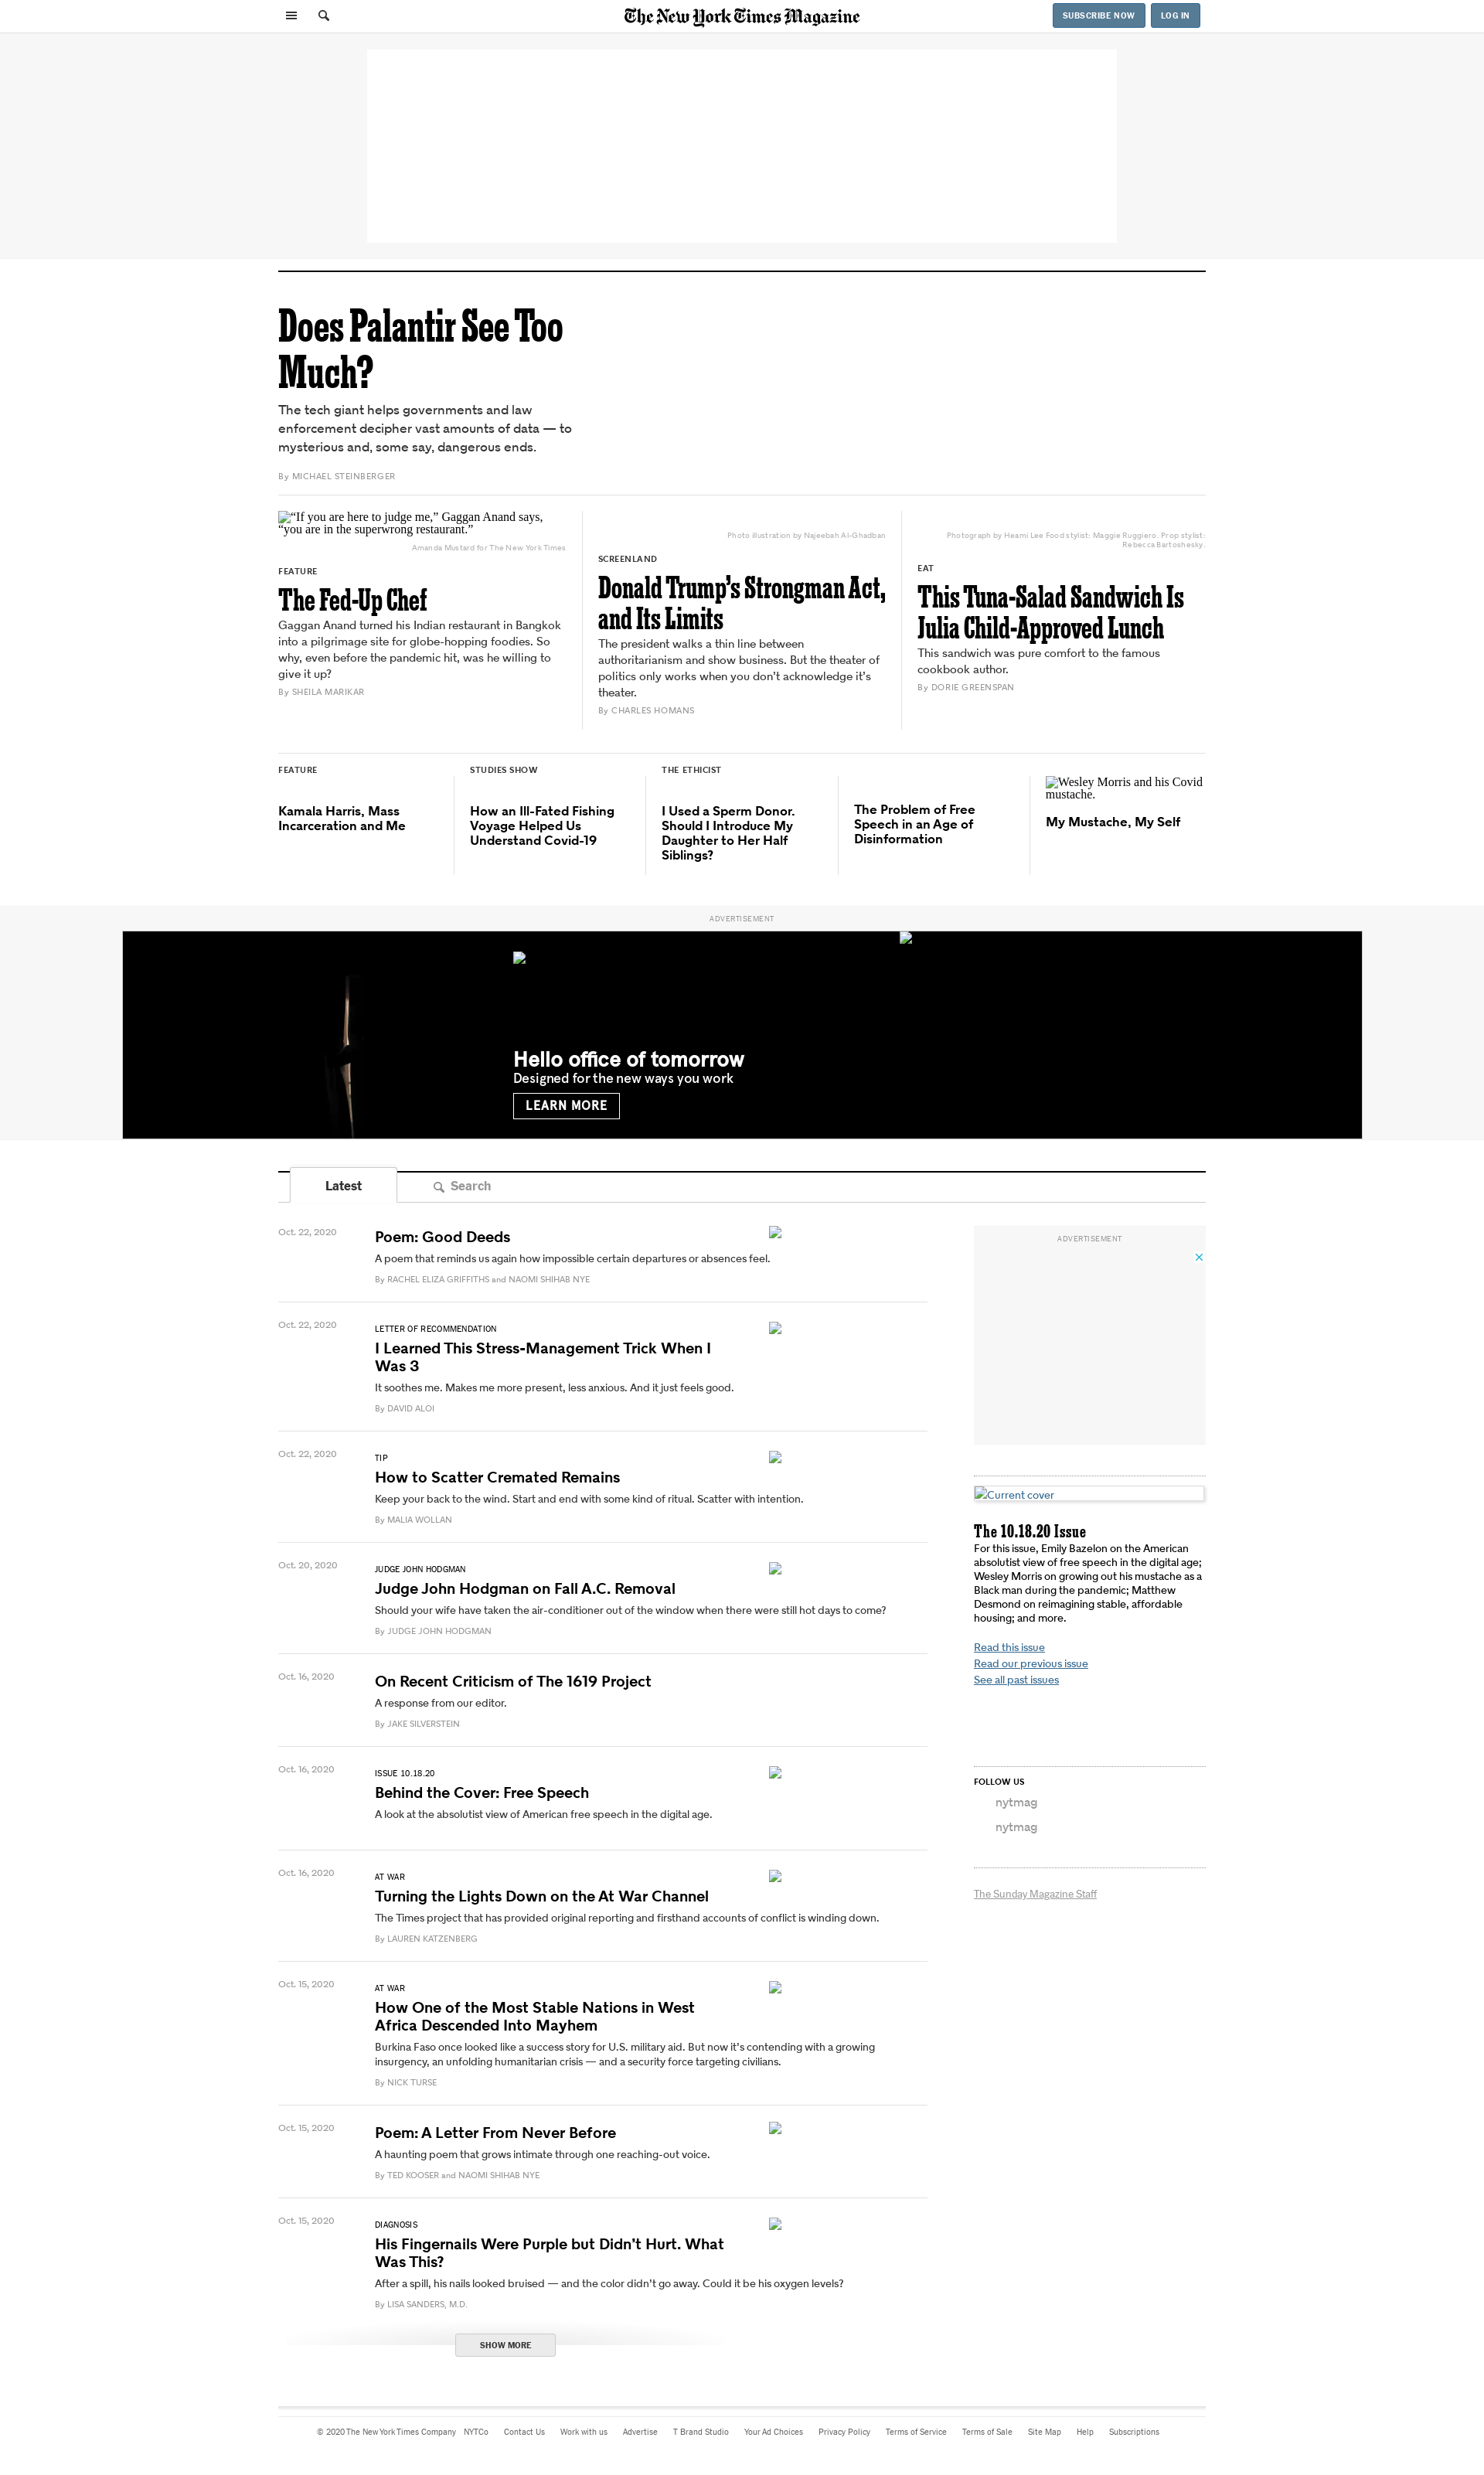 The New York Times Magazine
SUBSCRIBE NOW
LOG IN
Does Palantir See Too
Much?
The tech giant helps governments and law
enforcement decipher vast amounts of data — to
mysterious and, some say, dangerous ends.
By MICHAEL STEINBERGER
“If you are here to judge me,” Gaggan Anand says,
“you are in the superwrong restaurant.”
Amanda Mustard for The New York Times
FEATURE
The Fed-Up Chef
Gaggan Anand turned his Indian restaurant in Bangkok
into a pilgrimage site for globe-hopping foodies. So
why, even before the pandemic hit, was he willing to
give it up?
By SHEILA MARIKAR
Photo illustration by Najeebah Al-Ghadban
SCREENLAND
Donald Trump’s Strongman Act,
and Its Limits
The president walks a thin line between
authoritarianism and show business. But the theater of
politics only works when you don’t acknowledge it’s
theater.
By CHARLES HOMANS
Photograph by Heami Lee Food stylist: Maggie Ruggiero. Prop stylist:
Rebecca Bartoshesky.
EAT
This Tuna-Salad Sandwich Is
Julia Child-Approved Lunch
This sandwich was pure comfort to the famous
cookbook author.
By DORIE GREENSPAN
FEATURE
Kamala Harris, Mass
Incarceration and Me
STUDIES SHOW
How an Ill-Fated Fishing
Voyage Helped Us
Understand Covid-19
THE ETHICIST
I Used a Sperm Donor.
Should I Introduce My
Daughter to Her Half
Siblings?
The Problem of Free
Speech in an Age of
Disinformation
Wesley Morris and his Covid
mustache.
My Mustache, My Self
ADVERTISEMENT
Hello office of tomorrow
Designed for the new ways you work
LEARN MORE
Latest
Search
Oct. 22, 2020
Poem: Good Deeds
A poem that reminds us again how impossible certain departures or absences feel.
By RACHEL ELIZA GRIFFITHS and NAOMI SHIHAB NYE
Oct. 22, 2020
LETTER OF RECOMMENDATION
I Learned This Stress-Management Trick When I
Was 3
It soothes me. Makes me more present, less anxious. And it just feels good.
By DAVID ALOI
Oct. 22, 2020
TIP
How to Scatter Cremated Remains
Keep your back to the wind. Start and end with some kind of ritual. Scatter with intention.
By MALIA WOLLAN
Oct. 20, 2020
JUDGE JOHN HODGMAN
Judge John Hodgman on Fall A.C. Removal
Should your wife have taken the air-conditioner out of the window when there were still hot days to come?
By JUDGE JOHN HODGMAN
Oct. 16, 2020
On Recent Criticism of The 1619 Project
A response from our editor.
By JAKE SILVERSTEIN
Oct. 16, 2020
ISSUE 10.18.20
Behind the Cover: Free Speech
A look at the absolutist view of American free speech in the digital age.
Oct. 16, 2020
AT WAR
Turning the Lights Down on the At War Channel
The Times project that has provided original reporting and firsthand accounts of conflict is winding down.
By LAUREN KATZENBERG
Oct. 15, 2020
AT WAR
How One of the Most Stable Nations in West
Africa Descended Into Mayhem
Burkina Faso once looked like a success story for U.S. military aid. But now it’s contending with a growing
insurgency, an unfolding humanitarian crisis — and a security force targeting civilians.
By NICK TURSE
Oct. 15, 2020
Poem: A Letter From Never Before
A haunting poem that grows intimate through one reaching-out voice.
By TED KOOSER and NAOMI SHIHAB NYE
Oct. 15, 2020
DIAGNOSIS
His Fingernails Were Purple but Didn’t Hurt. What
Was This?
After a spill, his nails looked bruised — and the color didn’t go away. Could it be his oxygen levels?
By LISA SANDERS, M.D.
SHOW MORE
ADVERTISEMENT
Current cover
The 10.18.20 Issue
For this issue, Emily Bazelon on the American
absolutist view of free speech in the digital age;
Wesley Morris on growing out his mustache as a
Black man during the pandemic; Matthew
Desmond on reimagining stable, affordable
housing; and more.
Read this issue
Read our previous issue
See all past issues
FOLLOW US
nytmag
nytmag
The Sunday Magazine Staff
© 2020 The New York Times Company NYTCo Contact Us Work with us Advertise T Brand Studio Your Ad Choices Privacy Policy Terms of Service Terms of Sale Site Map Help Subscriptions